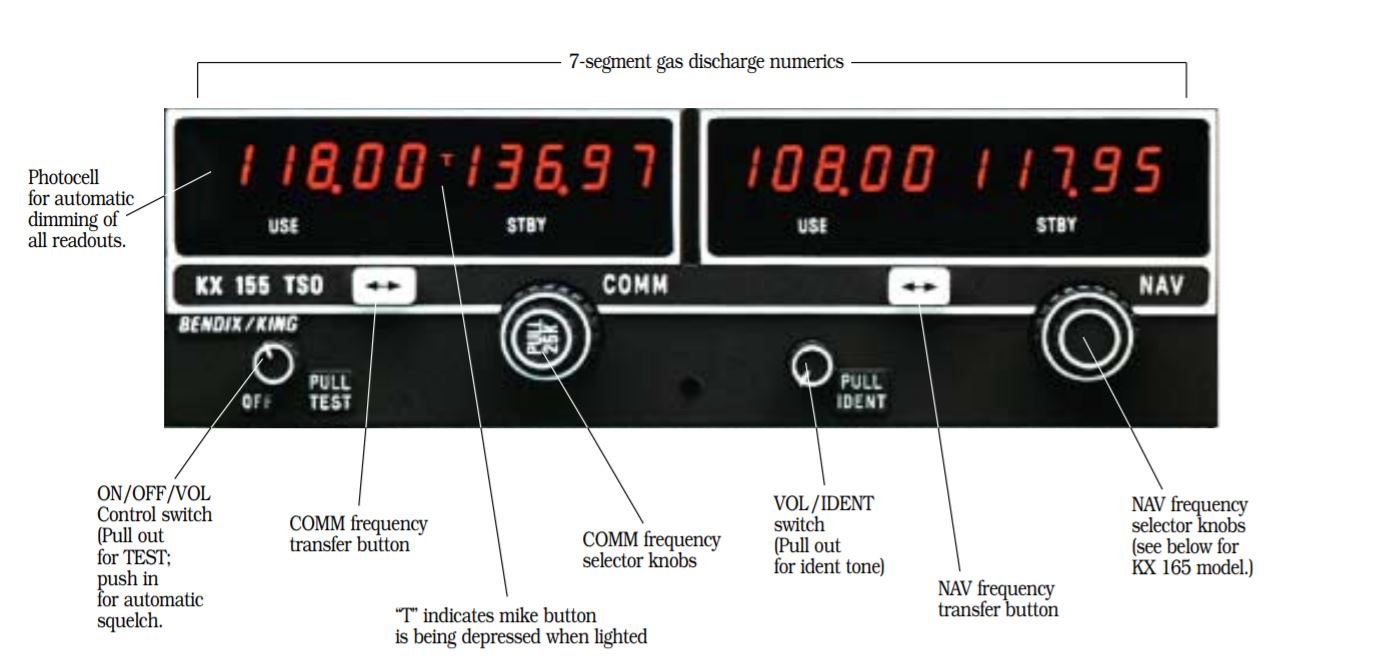 7-segment gas discharge numerics
118.00 T 136.97
USE STBY
108.00 117.95
USE STBY
Photocell
for automatic
dimming of
all readouts.
KX 155 TSO ↔ COMM
↔ NAV
BENDIX/KING
OFF
PULL
TEST
PULL
25K
PULL
IDENT
ON/OFF/VOL
Control switch
(Pull out
for TEST;
push in
for automatic
squelch.
COMM frequency
transfer button
“T” indicates mike button
is being depressed when lighted
COMM frequency
selector knobs
VOL/IDENT
switch
(Pull out
for ident tone)
NAV frequency
transfer button
NAV frequency
selector knobs
(see below for
KX 165 model.)